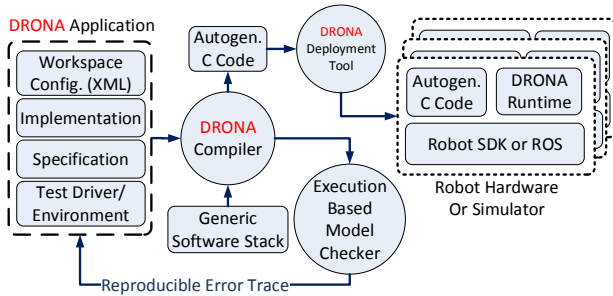 DRONA Application
Workspace
Config. (XML)
Implementation
Specification
Test Driver/
Environment
Autogen.
C Code
DRONA
Compiler
Generic
Software Stack
DRONA
Deployment
Tool
Execution
Based
Model
Checker
Autogen.
C Code
DRONA
Runtime
Robot SDK or ROS
Robot Hardware
Or Simulator
Reproducible Error Trace